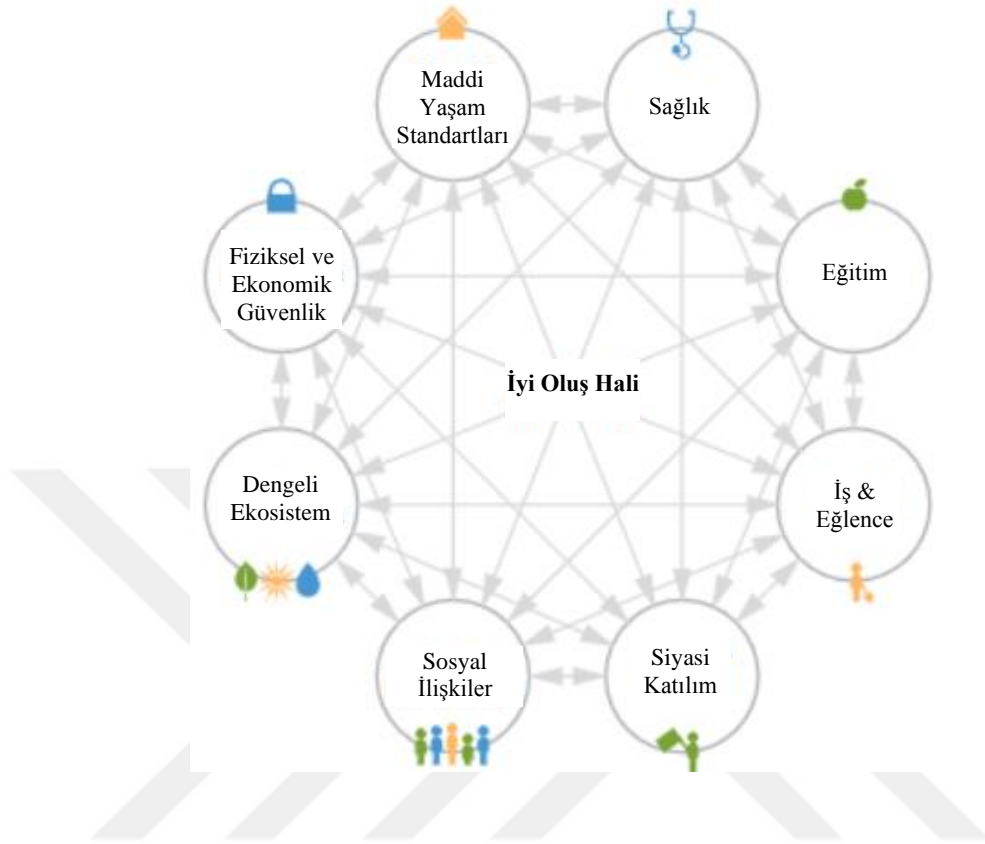 Maddi
Yaşam
Standartları
Sağlık
Fiziksel ve
Ekonomik
Güvenlik
Eğitim
İyi Oluş Hali
Dengeli
Ekosistem
İş &
Eğlence
Sosyal
İlişkiler
Siyasi
Katılım